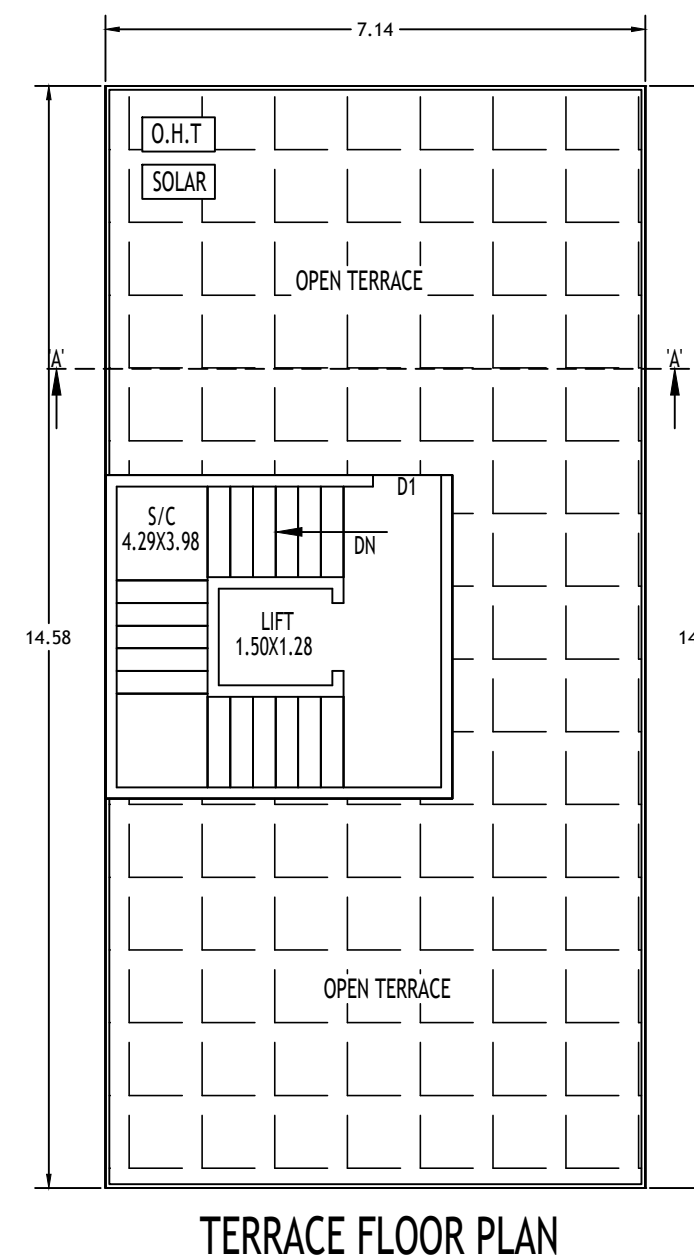 7.14
O.H.T
SOLAR
OPEN TERRACE
'A'
'A'
D1
S/C
4.29X3.98
DN
LIFT
1.50X1.28
14.58
14
OPEN TERRACE
TERRACE FLOOR PLAN